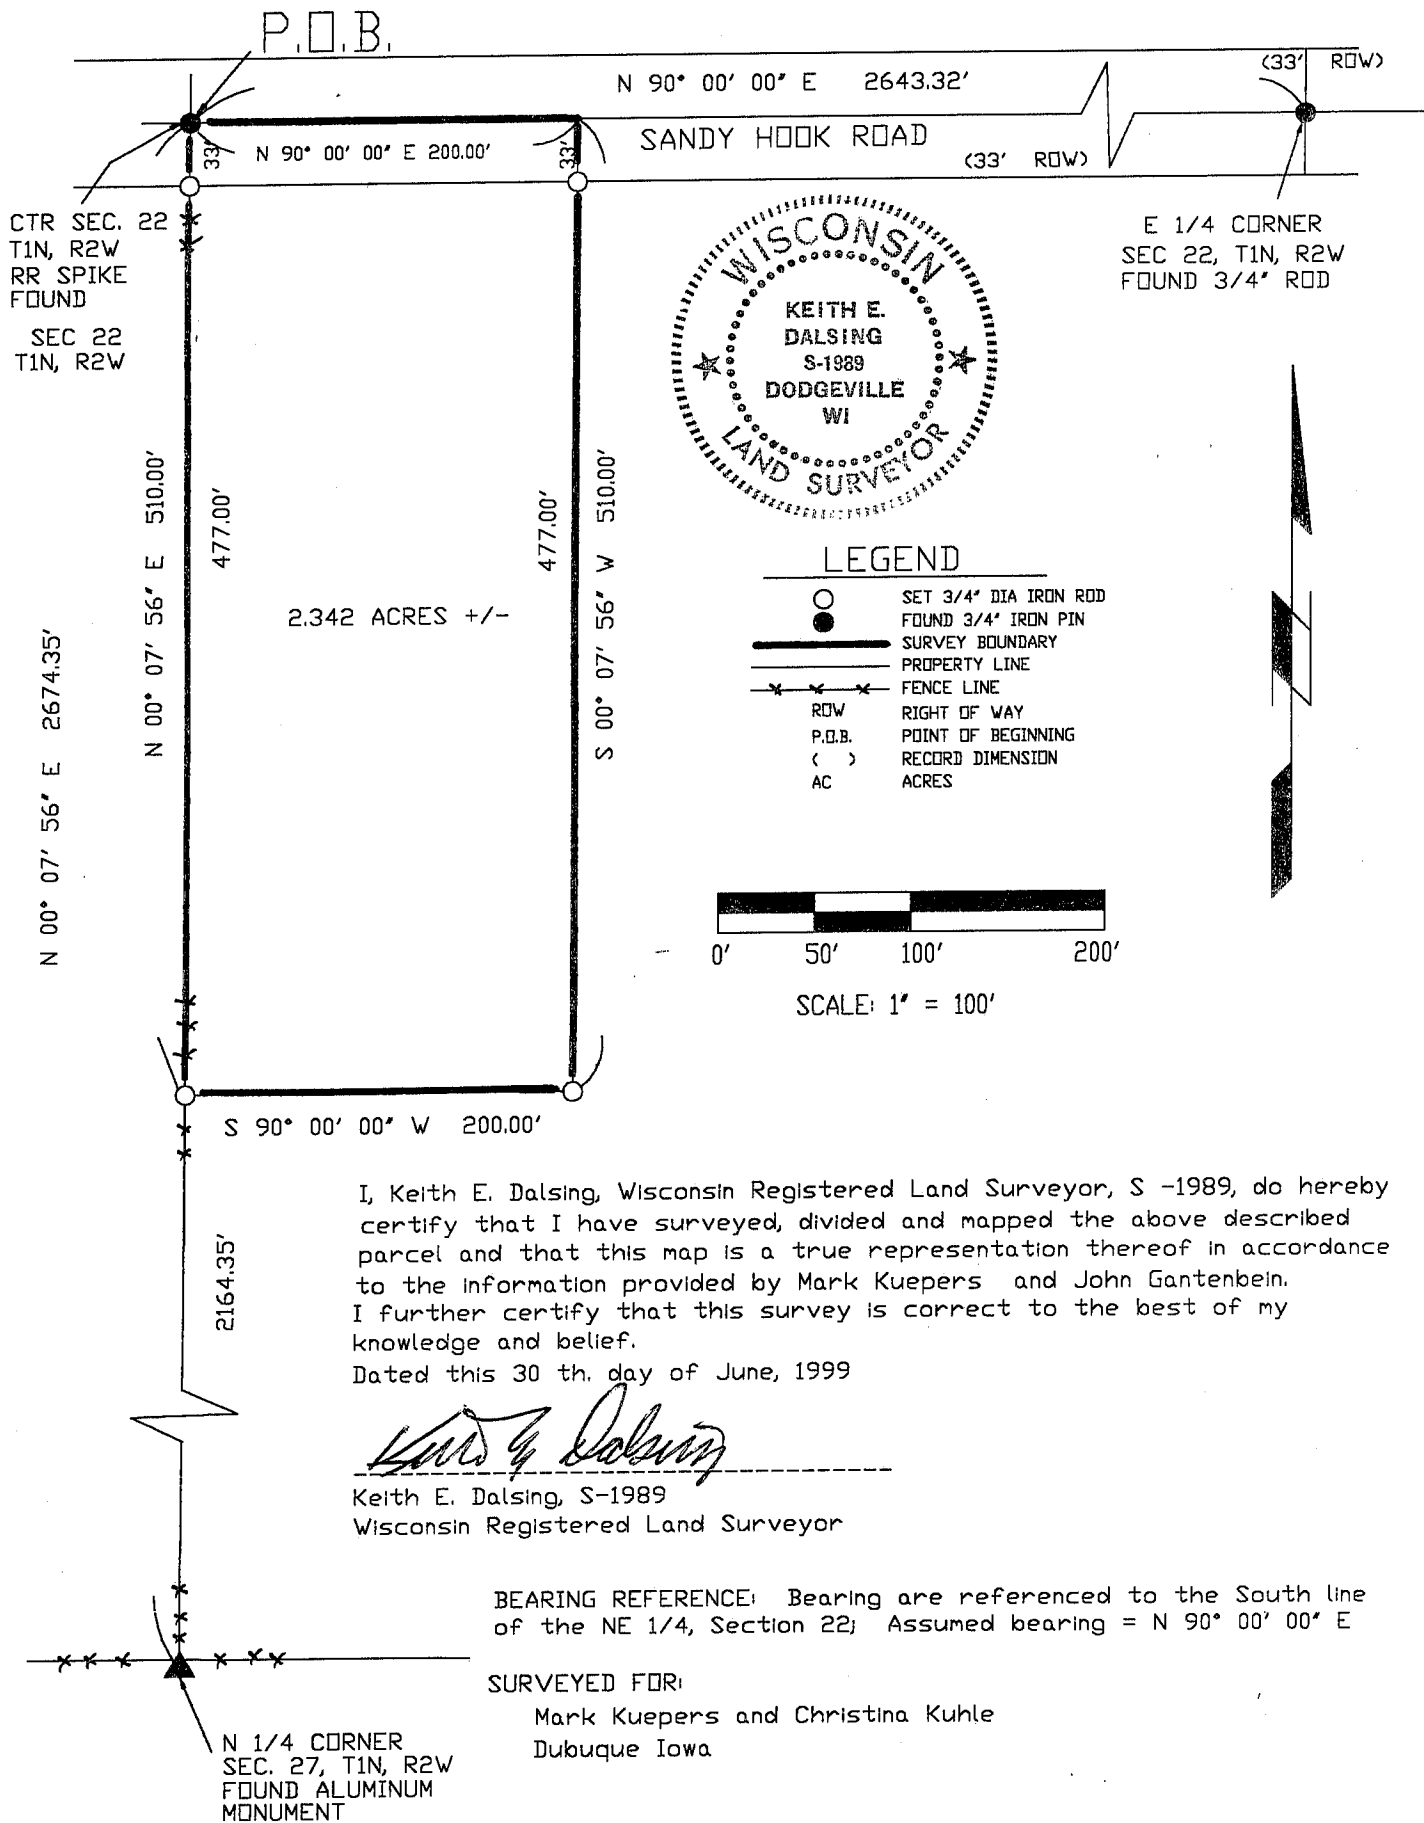 P.O.B.
(33' ROW)
N 90° 00' 00" E 2643.32'
SANDY HOOK ROAD
(33' ROW)
33'
N 90° 00' 00" E 200.00'
33'
CTR SEC. 22
T1N, R2W
RR SPIKE
FOUND
SEC 22
T1N, R2W
E 1/4 CORNER
SEC 22, T1N, R2W
FOUND 3/4" ROD
WISCONSIN
KEITH E.
DALSING
S-1989
DODGEVILLE
WI
LAND SURVEYOR
N 00° 07' 56" E 2674.35'
N 00° 07' 56" E 510.00'
477.00'
2.342 ACRES +/-
477.00'
S 00° 07' 56" W 510.00'
LEGEND
SET 3/4" DIA IRON ROD
FOUND 3/4" IRON PIN
SURVEY BOUNDARY
PROPERTY LINE
FENCE LINE
ROW RIGHT OF WAY
P.O.B. POINT OF BEGINNING
( ) RECORD DIMENSION
AC ACRES
0' 50' 100' 200'
SCALE: 1" = 100'
S 90° 00' 00" W 200.00'
2164.35'
I, Keith E. Dalsing, Wisconsin Registered Land Surveyor, S -1989, do hereby
certify that I have surveyed, divided and mapped the above described
parcel and that this map is a true representation thereof in accordance
to the information provided by Mark Kuepers and John Gantenbein.
I further certify that this survey is correct to the best of my
knowledge and belief.
Dated this 30 th. day of June, 1999
Keith E. Dalsing
Keith E. Dalsing, S-1989
Wisconsin Registered Land Surveyor
BEARING REFERENCE: Bearing are referenced to the South line
of the NE 1/4, Section 22; Assumed bearing = N 90° 00' 00" E
SURVEYED FOR:
Mark Kuepers and Christina Kuhle
Dubuque Iowa
N 1/4 CORNER
SEC. 27, T1N, R2W
FOUND ALUMINUM
MONUMENT